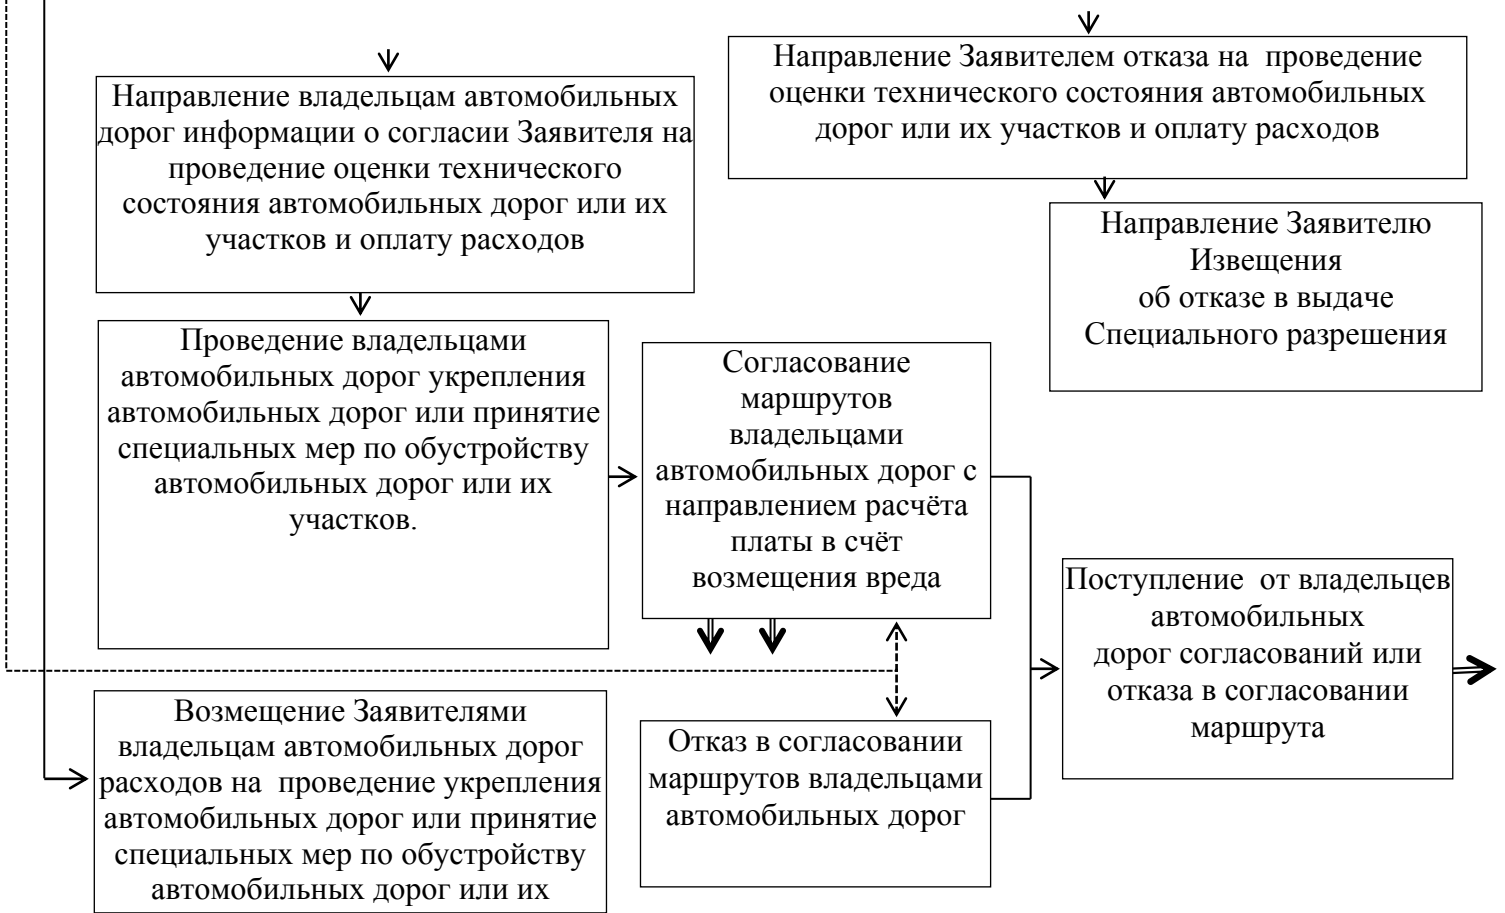 Направление Заявителем отказа на  проведение
оценки технического состояния автомобильных
дорог или их участков и оплату расходов
Направление владельцам автомобильных
дорог информации о согласии Заявителя на
проведение оценки технического
состояния автомобильных дорог или их
участков и оплату расходов
Направление Заявителю
Извещения
об отказе в выдаче
Специального разрешения
Проведение владельцами
автомобильных дорог укрепления
автомобильных дорог или принятие
специальных мер по обустройству
автомобильных дорог или их
участков.
Согласование
маршрутов
владельцами
автомобильных дорог с
направлением расчёта
платы в счёт
возмещения вреда
Поступление  от владельцев
автомобильных
дорог согласований или
отказа в согласовании
маршрута
Возмещение Заявителями
владельцам автомобильных дорог
расходов на  проведение укрепления
автомобильных дорог или принятие
специальных мер по обустройству
автомобильных дорог или их
Отказ в согласовании
маршрутов владельцами
автомобильных дорог